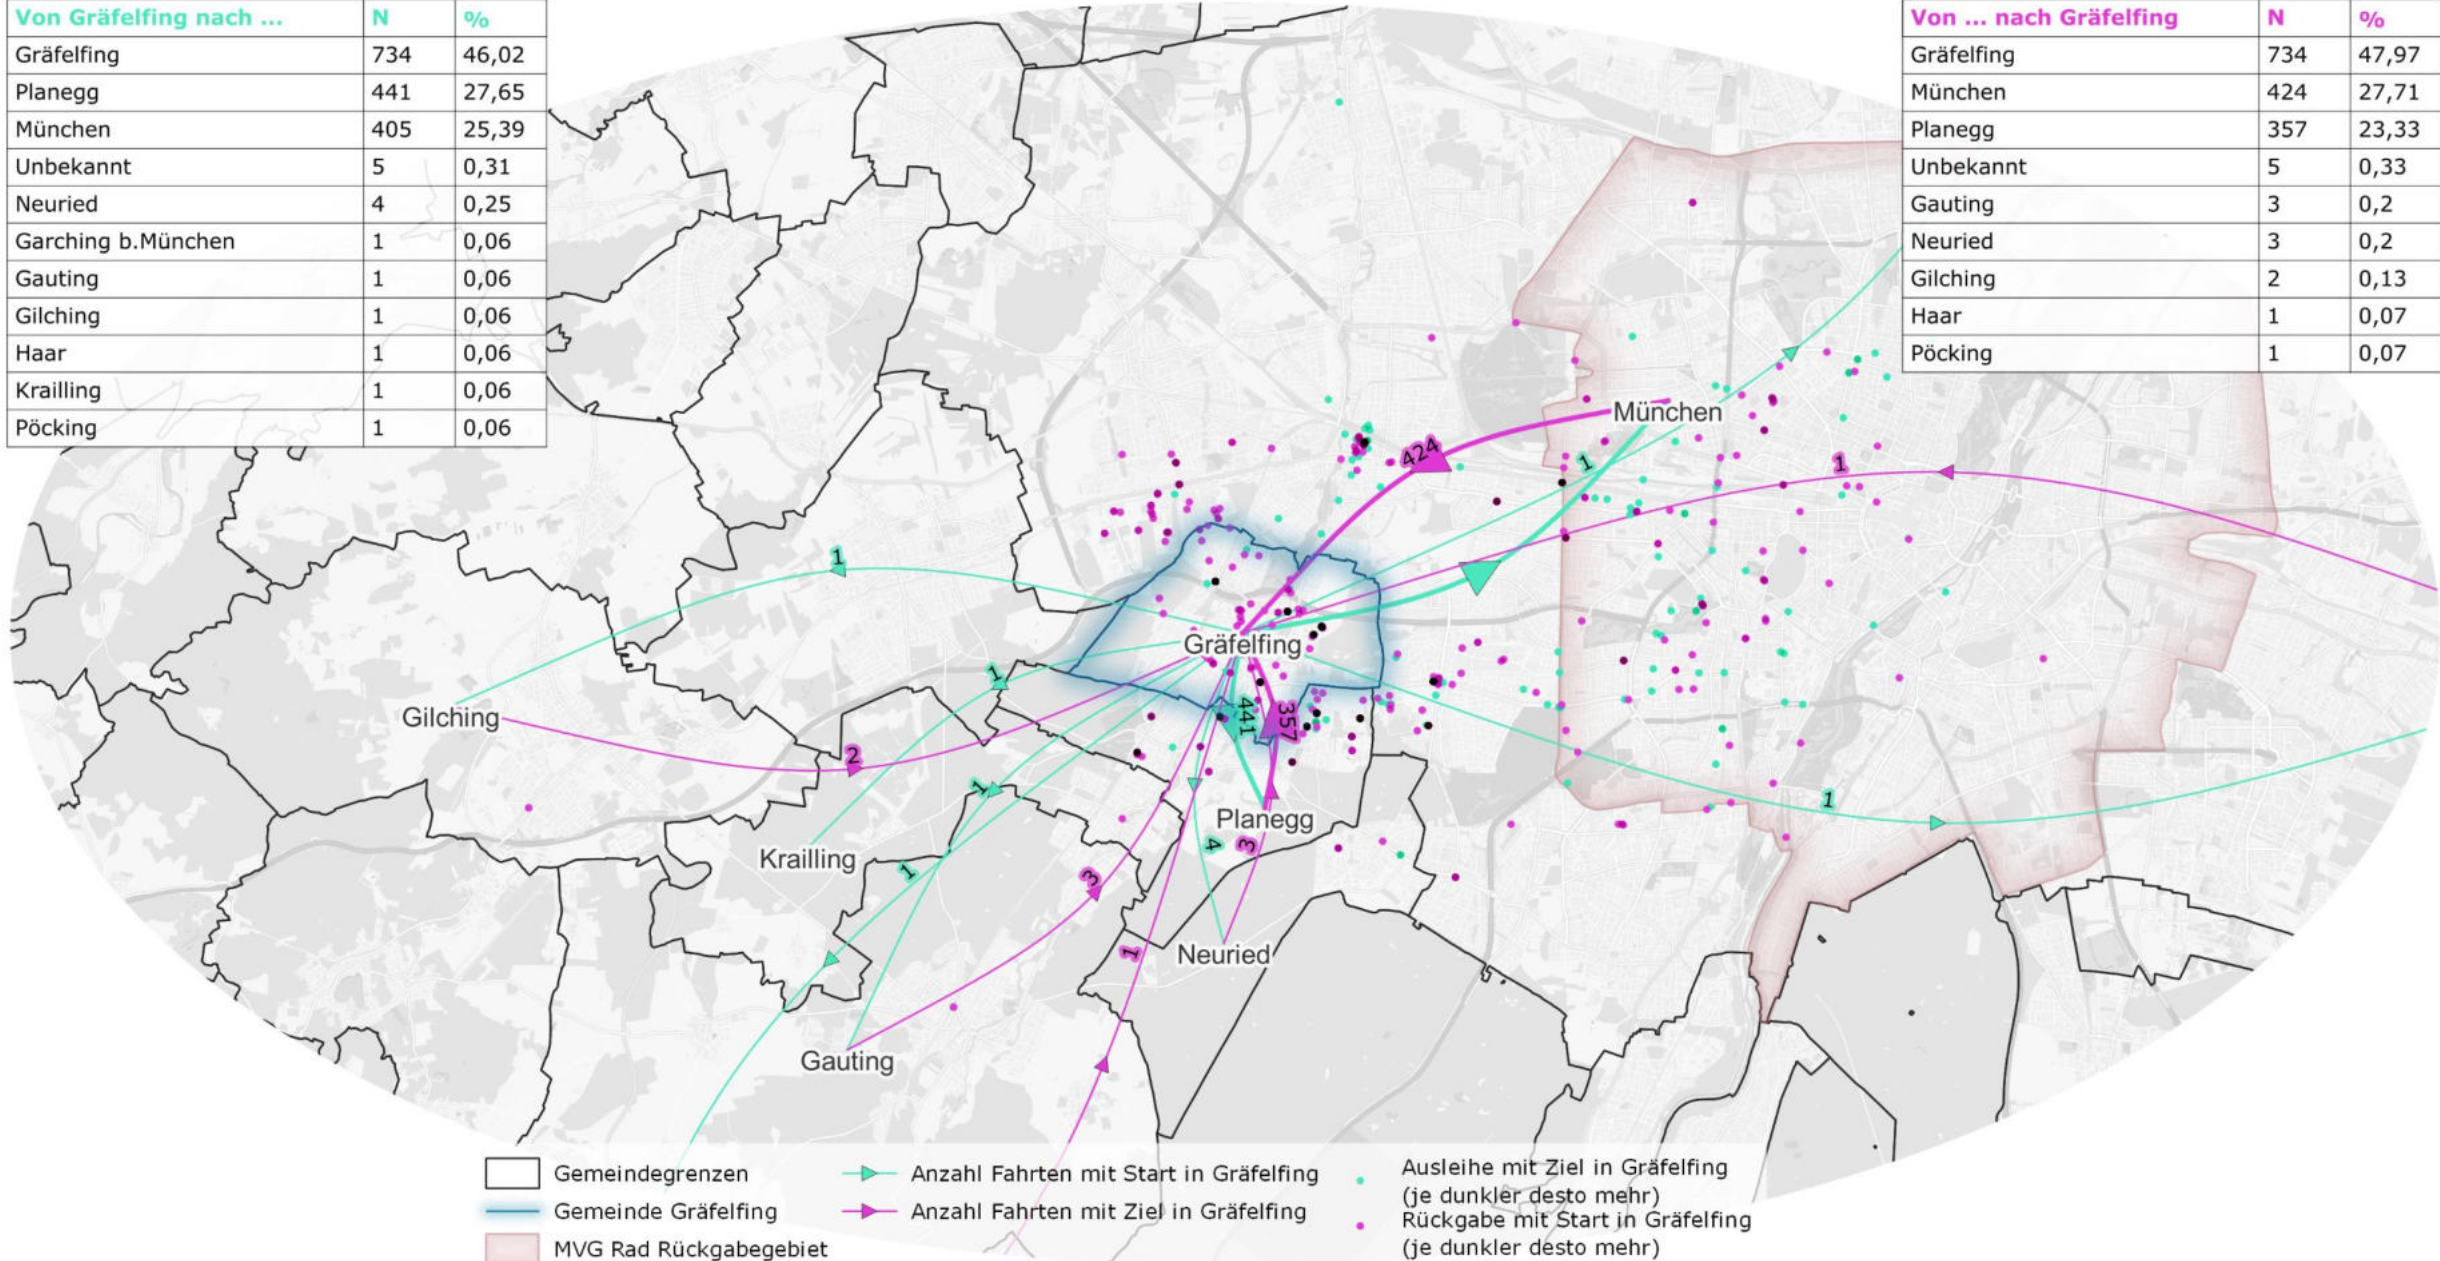 Von Gräfelfing nach ... N %
Gräfelfing 734 46,02
Planegg 441 27,65
München 405 25,39
Unbekannt 5 0,31
Neuried 4 0,25
Garching b.München 1 0,06
Gauting 1 0,06
Gilching 1 0,06
Haar 1 0,06
Krailling 1 0,06
Pöcking 1 0,06
Von ... nach Gräfelfing N %
Gräfelfing 734 47,97
München 424 27,71
Planegg 357 23,33
Unbekannt 5 0,33
Gauting 3 0,2
Neuried 3 0,2
Gilching 2 0,13
Haar 1 0,07
Pöcking 1 0,07
München
424
1
1
1
Gräfelfing
1
Gilching
441
357
2
1
1
Planegg
4
3
Krailling
1
3
1
Neuried
Gauting
Gemeindegrenzen
Gemeinde Gräfelfing
MVG Rad Rückgabegebiet
Anzahl Fahrten mit Start in Gräfelfing
Anzahl Fahrten mit Ziel in Gräfelfing
Ausleihe mit Ziel in Gräfelfing
(je dunkler desto mehr)
Rückgabe mit Start in Gräfelfing
(je dunkler desto mehr)